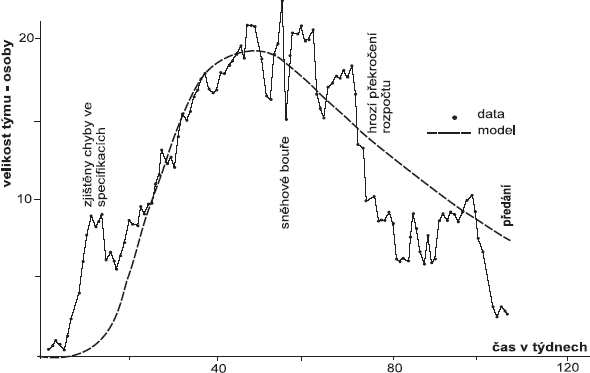 20
10
velikost týmu - osoby
zjištěny chyby ve
specifikacích
sněhové bouře
hrozí překročení
rozpočtu
data
model
předání
čas v týdnech
40
80
120